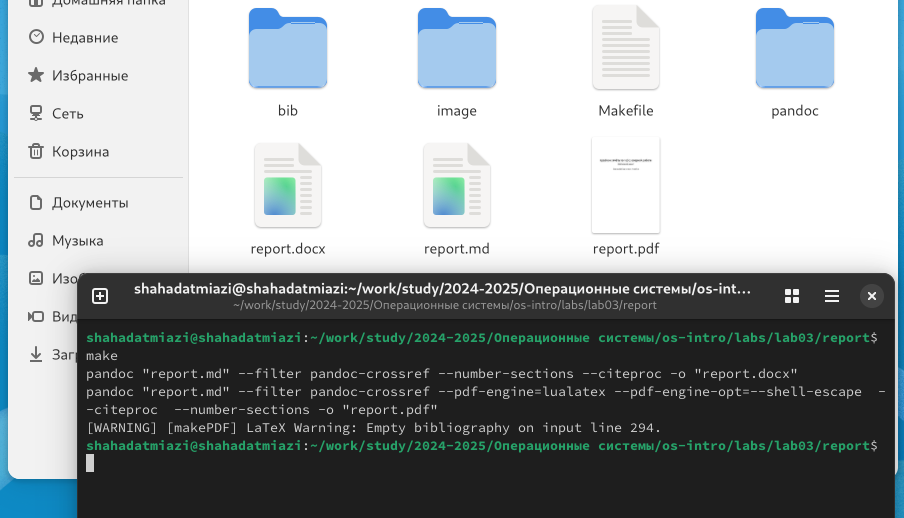 Домашняя папка
Недавние
Избранные
Сеть
Корзина
Документы
Музыка
bib
image
Makefile
pandoc
report.docx
report.md
report.pdf
shahadatmiazi@shahadatmiazi:~/work/study/2024-2025/Операционные системы/os-int...
~/work/study/2024-2025/Операционные системы/os-intro/labs/lab03/report
shahadatmiazi@shahadatmiazi:~/work/study/2024-2025/Операционные системы/os-intro/labs/lab03/report$
make
pandoc "report.md" --filter pandoc-crossref --number-sections --citeproc -o "report.docx"
pandoc "report.md" --filter pandoc-crossref --pdf-engine=lualatex --pdf-engine-opt=--shell-escape  -
-citeproc  --number-sections -o "report.pdf"
[WARNING] [makePDF] LaTeX Warning: Empty bibliography on input line 294.
shahadatmiazi@shahadatmiazi:~/work/study/2024-2025/Операционные системы/os-intro/labs/lab03/report$